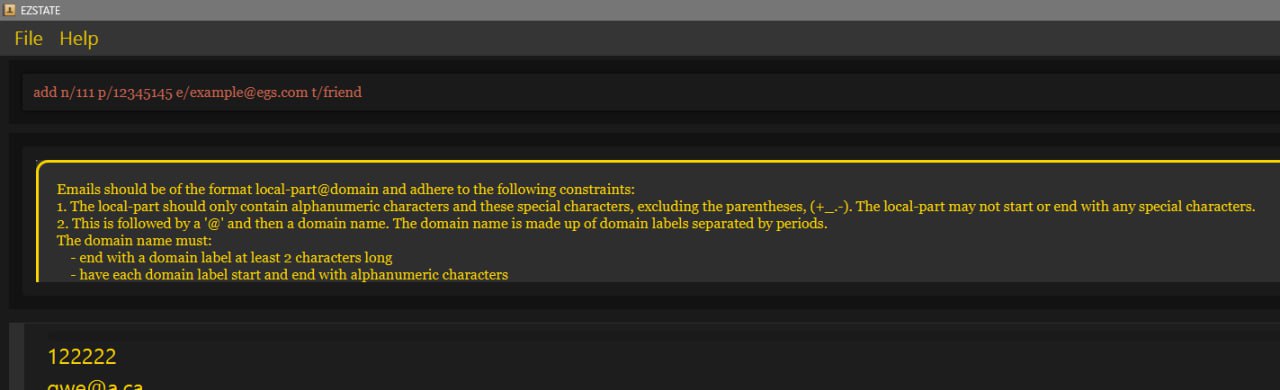 EZSTATE
File Help
add n/111 p/12345145 e/example@egs.com t/friend
Emails should be of the format local-part@domain and adhere to the following constraints:
1. The local-part should only contain alphanumeric characters and these special characters, excluding the parentheses, (+_.-). The local-part may not start or end with any special characters.
2. This is followed by a '@' and then a domain name. The domain name is made up of domain labels separated by periods.
The domain name must:
- end with a domain label at least 2 characters long
- have each domain label start and end with alphanumeric characters
122222
qwe@a.ca